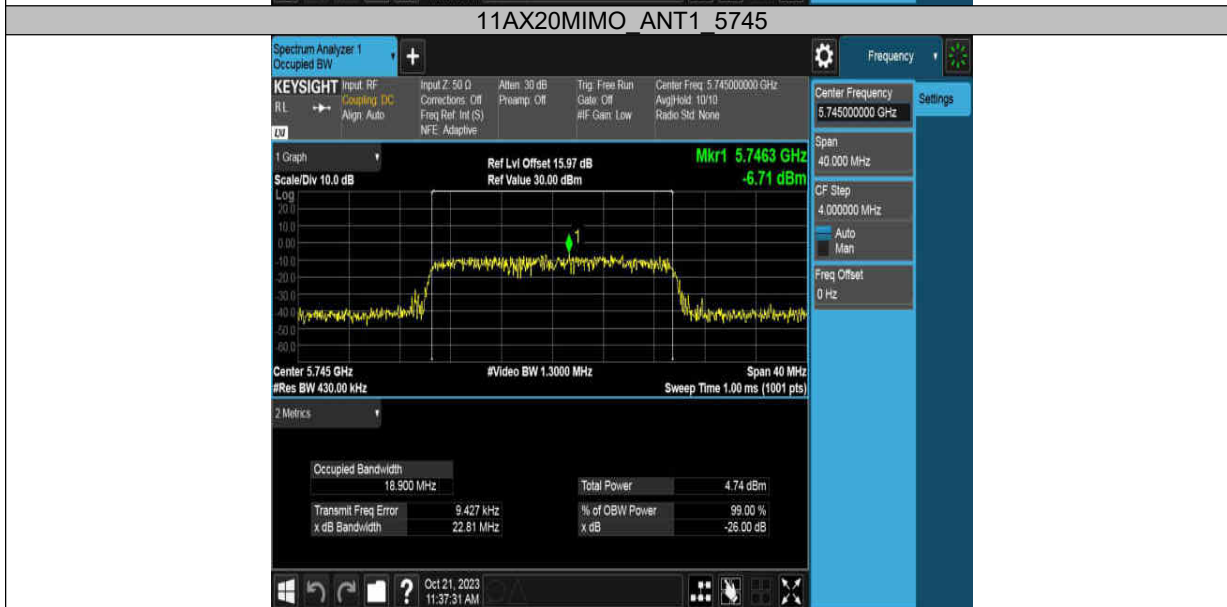 11AX20MIMO_ANT1_5745
Spectrum Analyzer 1
Occupied BW
+
Frequency
KEYSIGHT
RL
LXI
Input: RF
Coupling: DC
Align: Auto
Input Z: 50 Ω
Corrections: Off
Freq Ref: Int (S)
NFE: Adaptive
Atten: 30 dB
Preamp: Off
Trig: Free Run
Gate: Off
#IF Gain: Low
Center Freq: 5.745000000 GHz
Avg|Hold: 10/10
Radio Std: None
Center Frequency
5.745000000 GHz
Settings
Span
40.000 MHz
CF Step
4.000000 MHz
Auto
Man
Freq Offset
0 Hz
1 Graph
Scale/Div 10.0 dB
Ref Lvl Offset 15.97 dB
Ref Value 30.00 dBm
Mkr1 5.7463 GHz
-6.71 dBm
Log
20.0
10.0
0.00
-10.0
-20.0
-30.0
-40.0
-50.0
-60.0
1
Center 5.745 GHz
#Video BW 1.3000 MHz
Span 40 MHz
#Res BW 430.00 kHz
Sweep Time 1.00 ms (1001 pts)
2 Metrics
Occupied Bandwidth
18.900 MHz
Total Power 4.74 dBm
Transmit Freq Error 9.427 kHz
% of OBW Power 99.00 %
x dB Bandwidth 22.81 MHz
x dB -26.00 dB
?
Oct 21, 2023
11:37:31 AM